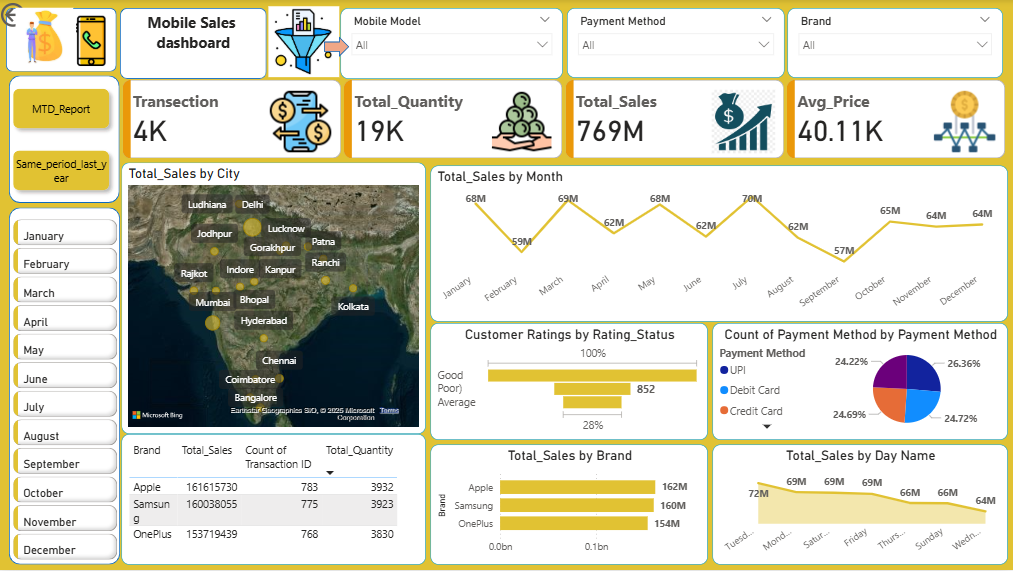 Mobile Sales
dashboard
Mobile Model
All
Payment Method
All
Brand
All
MTD_Report
Same_period_last_y
ear
Transection
4K
Total_Quantity
19K
Total_Sales
769M
Avg_Price
40.11K
January
February
March
April
May
June
July
August
September
October
November
December
Total_Sales by City
Ludhiana
Delhi
Jodhpur
Lucknow
Gorakhpur
Patna
Rajkot
Indore
Kanpur
Ranchi
Mumbai
Bhopal
Kolkata
Hyderabad
Chennai
Coimbatore
Bangalore
Microsoft Bing
Earthstar Geographics SIO, © 2025 Microsoft
Corporation
Terms
Total_Sales by Month
68M
59M
69M
62M
68M
62M
70M
62M
57M
65M
64M
64M
January
February
March
April
May
June
July
August
September
October
November
December
Customer Ratings by Rating_Status
100%
Good
Poor)
852
Average
28%
Count of Payment Method by Payment Method
Payment Method
UPI
Debit Card
Credit Card
24.22%
26.36%
24.69%
24.72%
Brand Total_Sales Count of Total_Quantity
Transaction ID
Apple 161615730 783 3932
Samsun 160038055 775 3923
g
OnePlus 153719439 768 3830
Total_Sales by Brand
Brand
Apple 162M
Samsung 160M
OnePlus 154M
0.0bn 0.1bn
Total_Sales by Day Name
72M
69M
69M
69M
66M
66M
64M
Tuesd...
Mond...
Satur...
Friday
Thurs...
Sunday
Wedn...